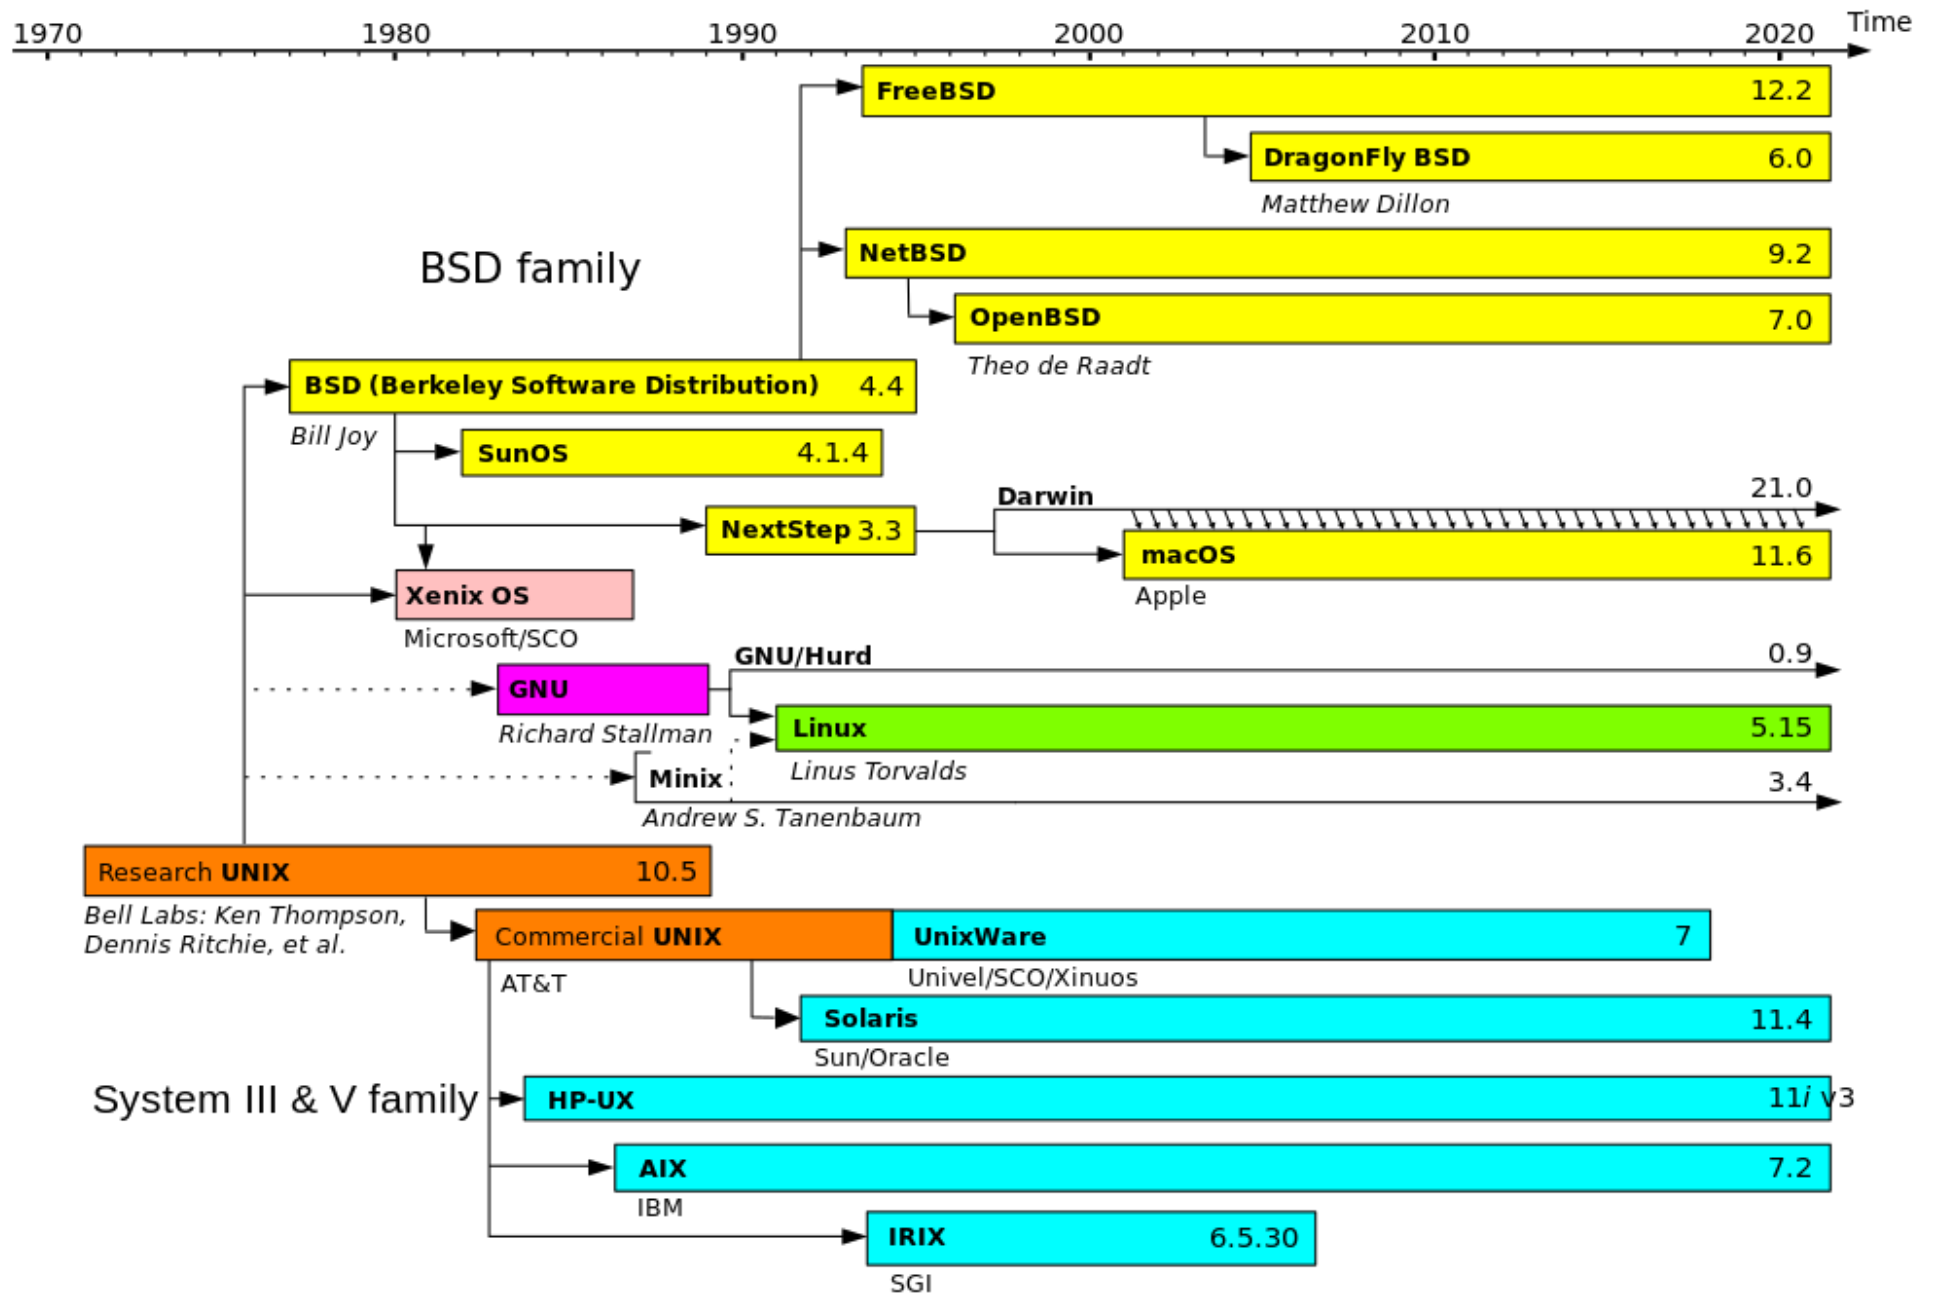 1970 1980 1990 2000 2010 2020 Time
FreeBSD 12.2
DragonFly BSD 6.0
Matthew Dillon
BSD family
NetBSD 9.2
OpenBSD 7.0
Theo de Raadt
BSD (Berkeley Software Distribution) 4.4
Bill Joy
SunOS 4.1.4
Darwin 21.0
NextStep 3.3
macOS 11.6
Apple
Xenix OS
Microsoft/SCO
GNU/Hurd 0.9
GNU
Richard Stallman
Linux 5.15
Linus Torvalds
Minix 3.4
Andrew S. Tanenbaum
Research UNIX 10.5
Bell Labs: Ken Thompson,
Dennis Ritchie, et al.
Commercial UNIX
AT&T
UnixWare 7
Univel/SCO/Xinuos
Solaris 11.4
Sun/Oracle
System III & V family
HP-UX 11i v3
AIX 7.2
IBM
IRIX 6.5.30
SGI